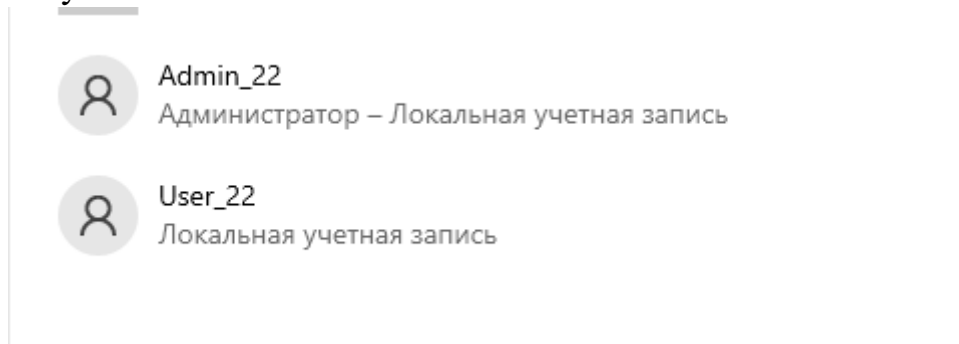 Admin_22
Администратор – Локальная учетная запись
User_22
Локальная учетная запись